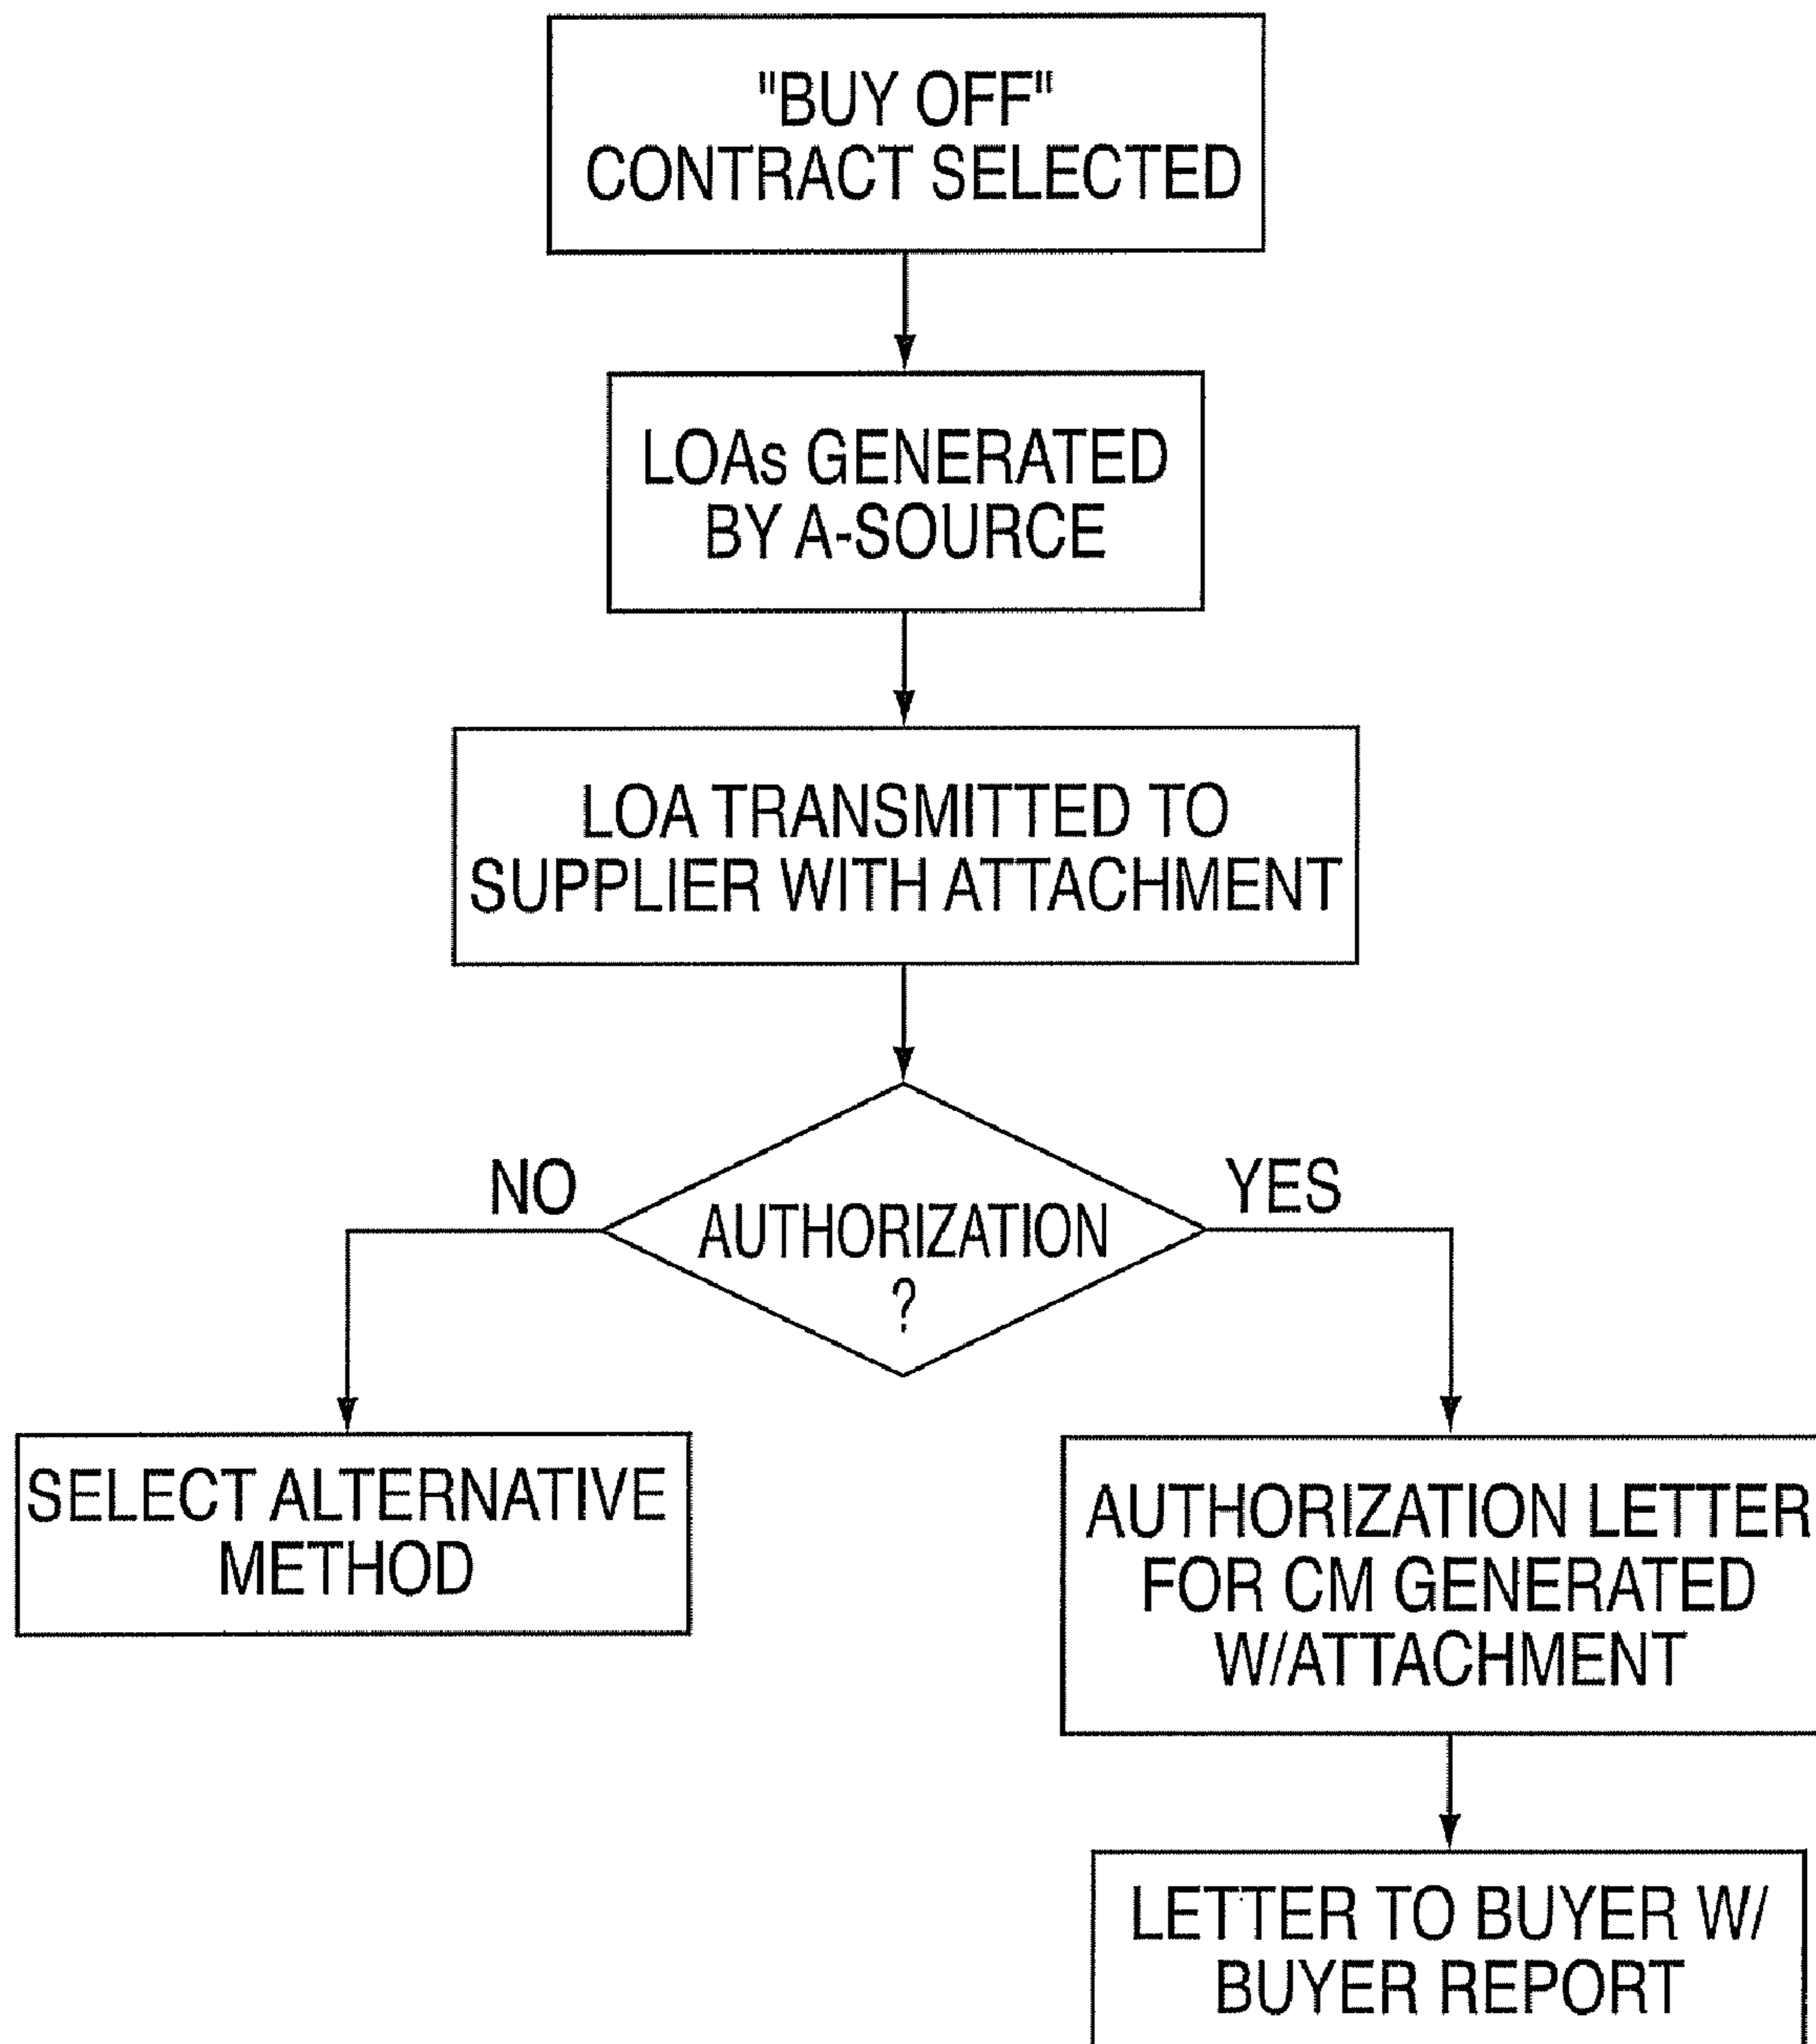 "BUY OFF"
CONTRACT SELECTED
LOAs GENERATED
BY A-SOURCE
LOA TRANSMITTED TO
SUPPLIER WITH ATTACHMENT
NO
YES
AUTHORIZATION
?
SELECT ALTERNATIVE
METHOD
AUTHORIZATION LETTER
FOR CM GENERATED
W/ATTACHMENT
LETTER TO BUYER W/
BUYER REPORT